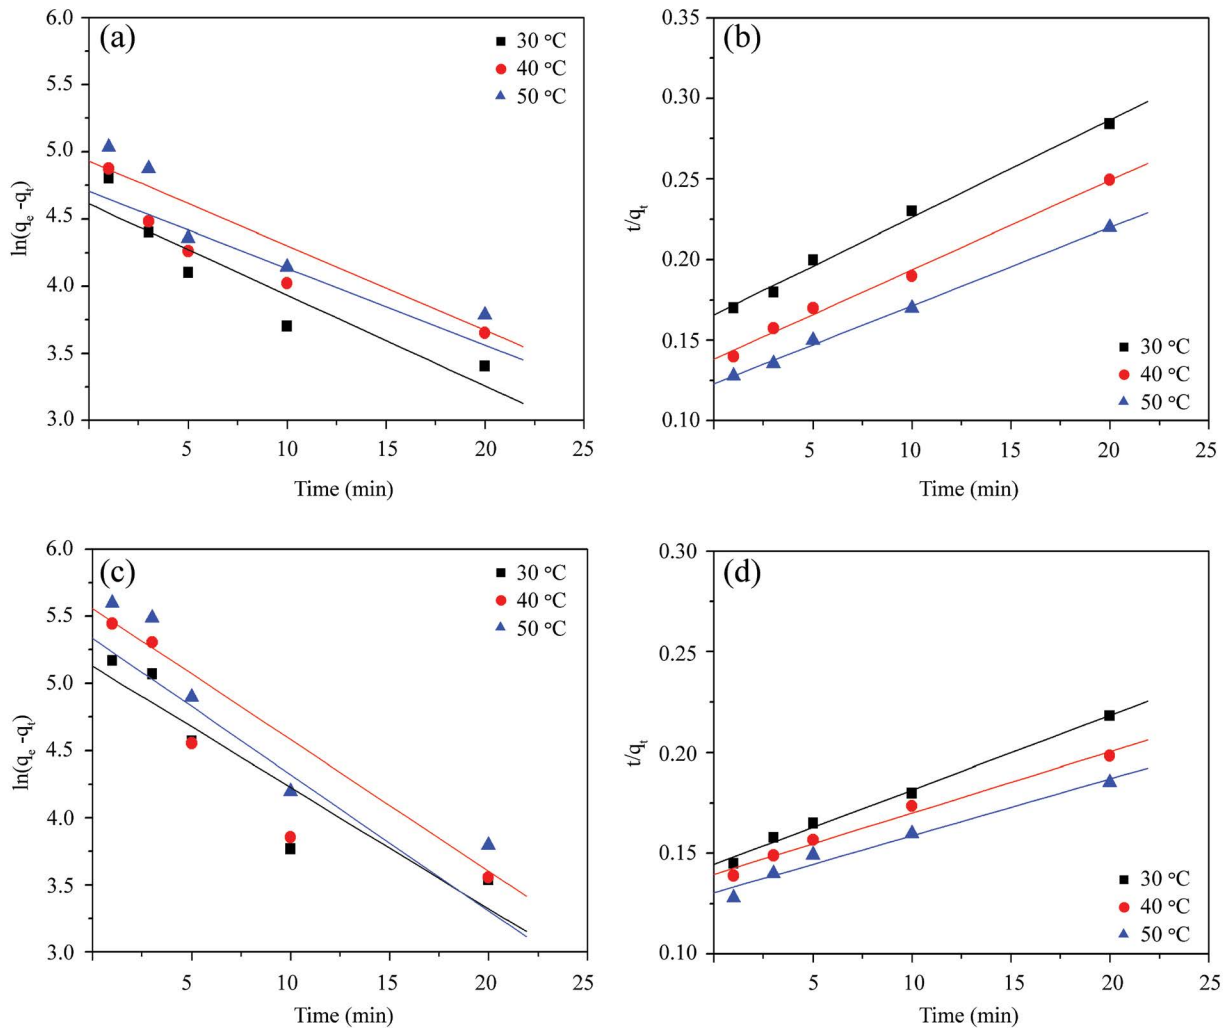 (a)
30 °C
40 °C
50 °C
6.0
5.5
5.0
4.5
4.0
3.5
3.0
ln(qe -qt)
5 10 15 20 25
Time (min)
(b)
0.35
0.30
0.25
0.20
0.15
0.10
t/qt
30 °C
40 °C
50 °C
5 10 15 20 25
Time (min)
(c)
30 °C
40 °C
50 °C
6.0
5.5
5.0
4.5
4.0
3.5
3.0
ln(qe -qt)
5 10 15 20 25
Time (min)
(d)
0.30
0.25
0.20
0.15
0.10
t/qt
30 °C
40 °C
50 °C
5 10 15 20 25
Time (min)